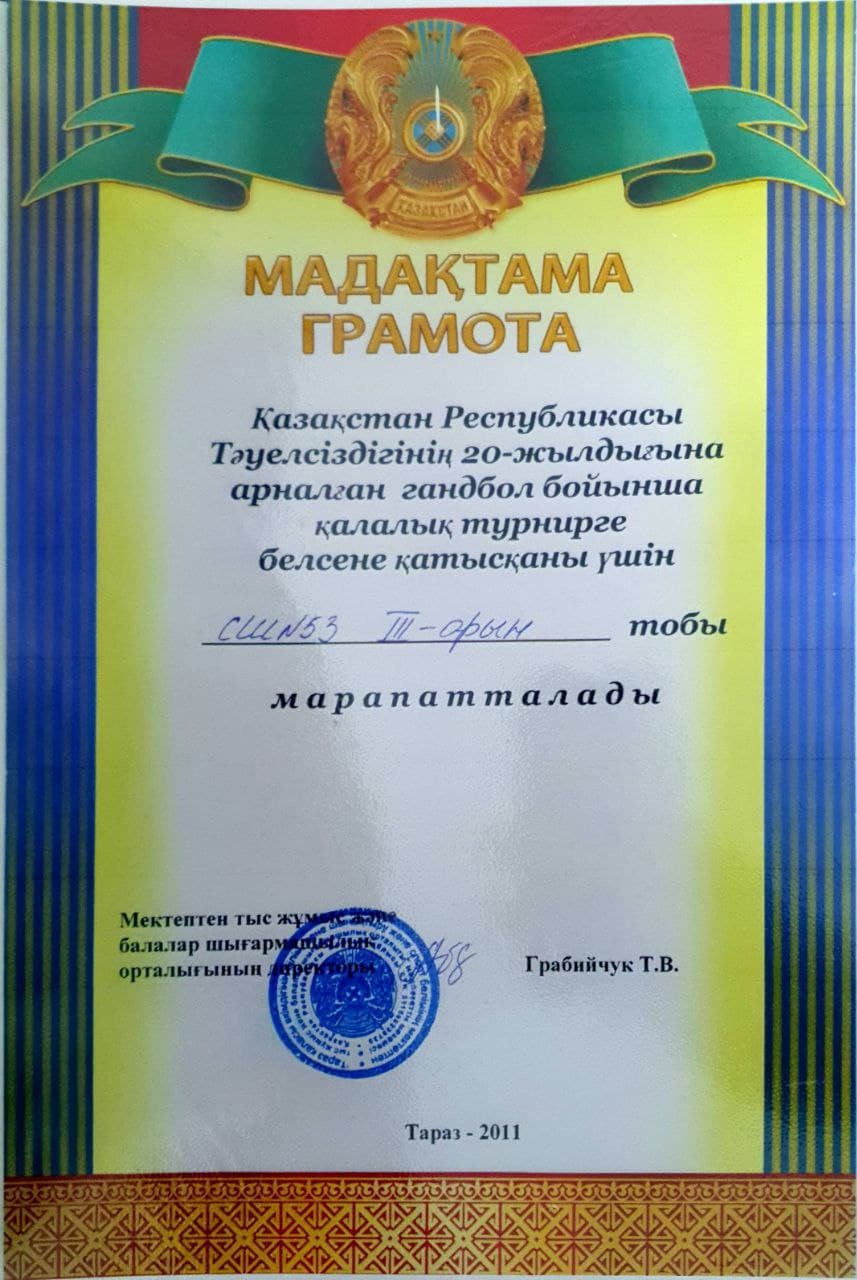 ҚАЗАҚСТАН
МАДАҚТАМА
ГРАМОТА
Қазақстан Республикасы
Тәуелсіздігінің 20-жылдығына
арналған гандбол бойынша
қалалық турнирге
белсене қатысқаны үшін
СШ№53 III-орын тобы
марапатталады
Мектептен тыс жұмыс және
балалар шығармашылық
орталығының директоры Грабийчук Т.В.
Тараз - 2011